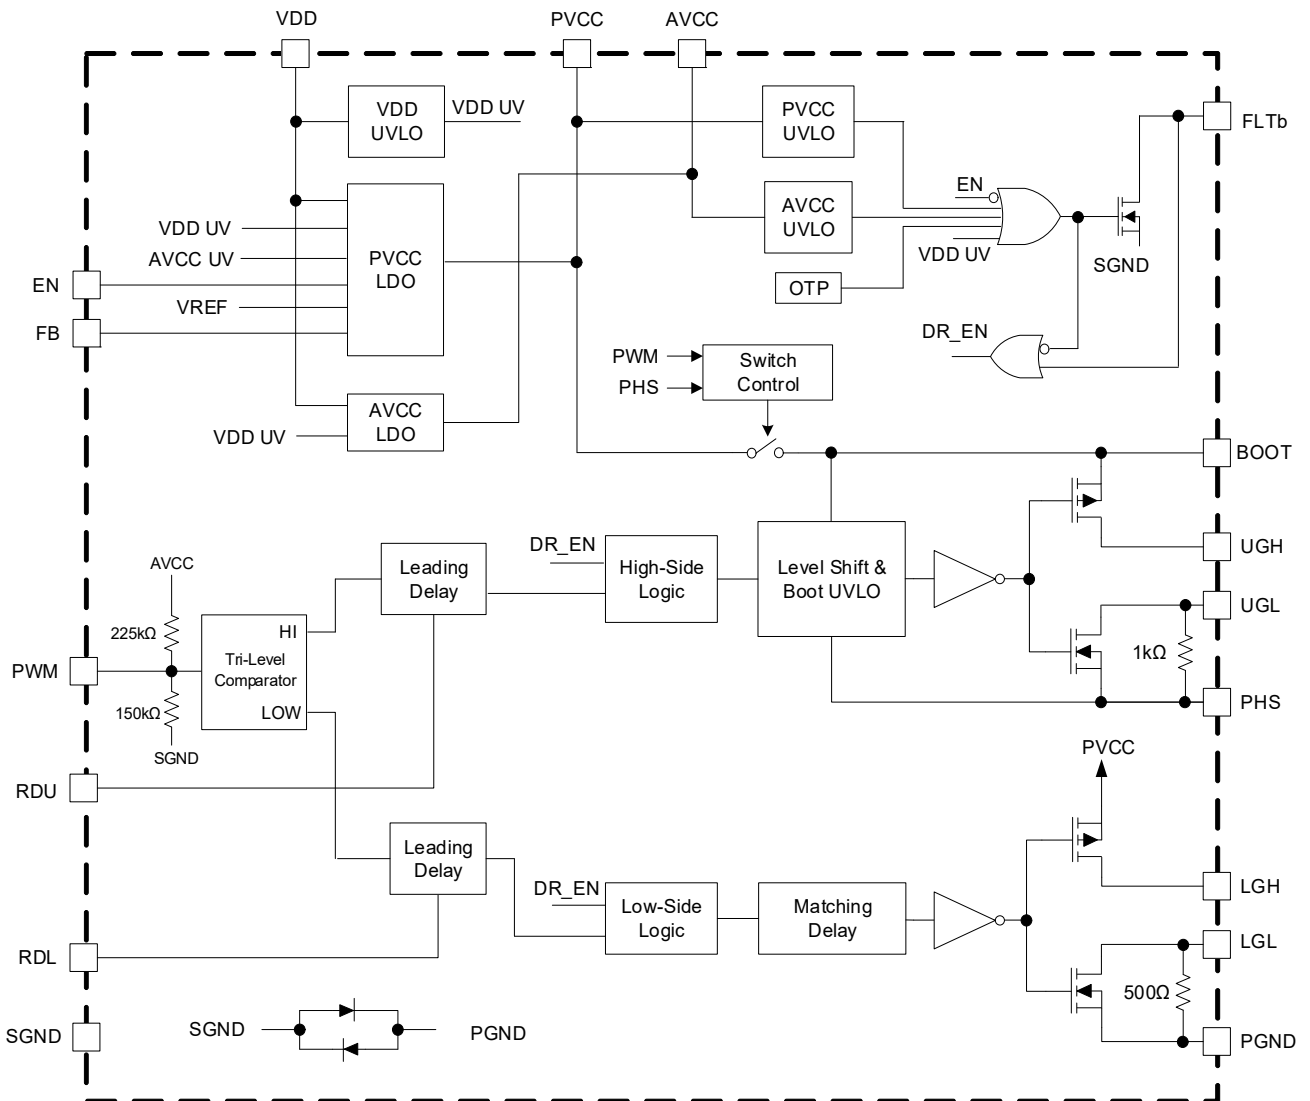 VDD
PVCC
AVCC
VDD
UVLO
VDD UV
PVCC
UVLO
FLTb
EN
AVCC
UVLO
VDD UV
SGND
VDD UV
AVCC UV
PVCC
LDO
EN
VREF
FB
OTP
DR_EN
PWM
PHS
Switch
Control
AVCC
LDO
VDD UV
BOOT
AVCC
Leading
Delay
DR_EN
High-Side
Logic
Level Shift &
Boot UVLO
UGH
UGL
225kΩ
HI
Tri-Level
Comparator
LOW
PWM
150kΩ
SGND
1kΩ
PHS
RDU
PVCC
Leading
Delay
DR_EN
Low-Side
Logic
Matching
Delay
LGH
LGL
RDL
500Ω
SGND
SGND
PGND
PGND